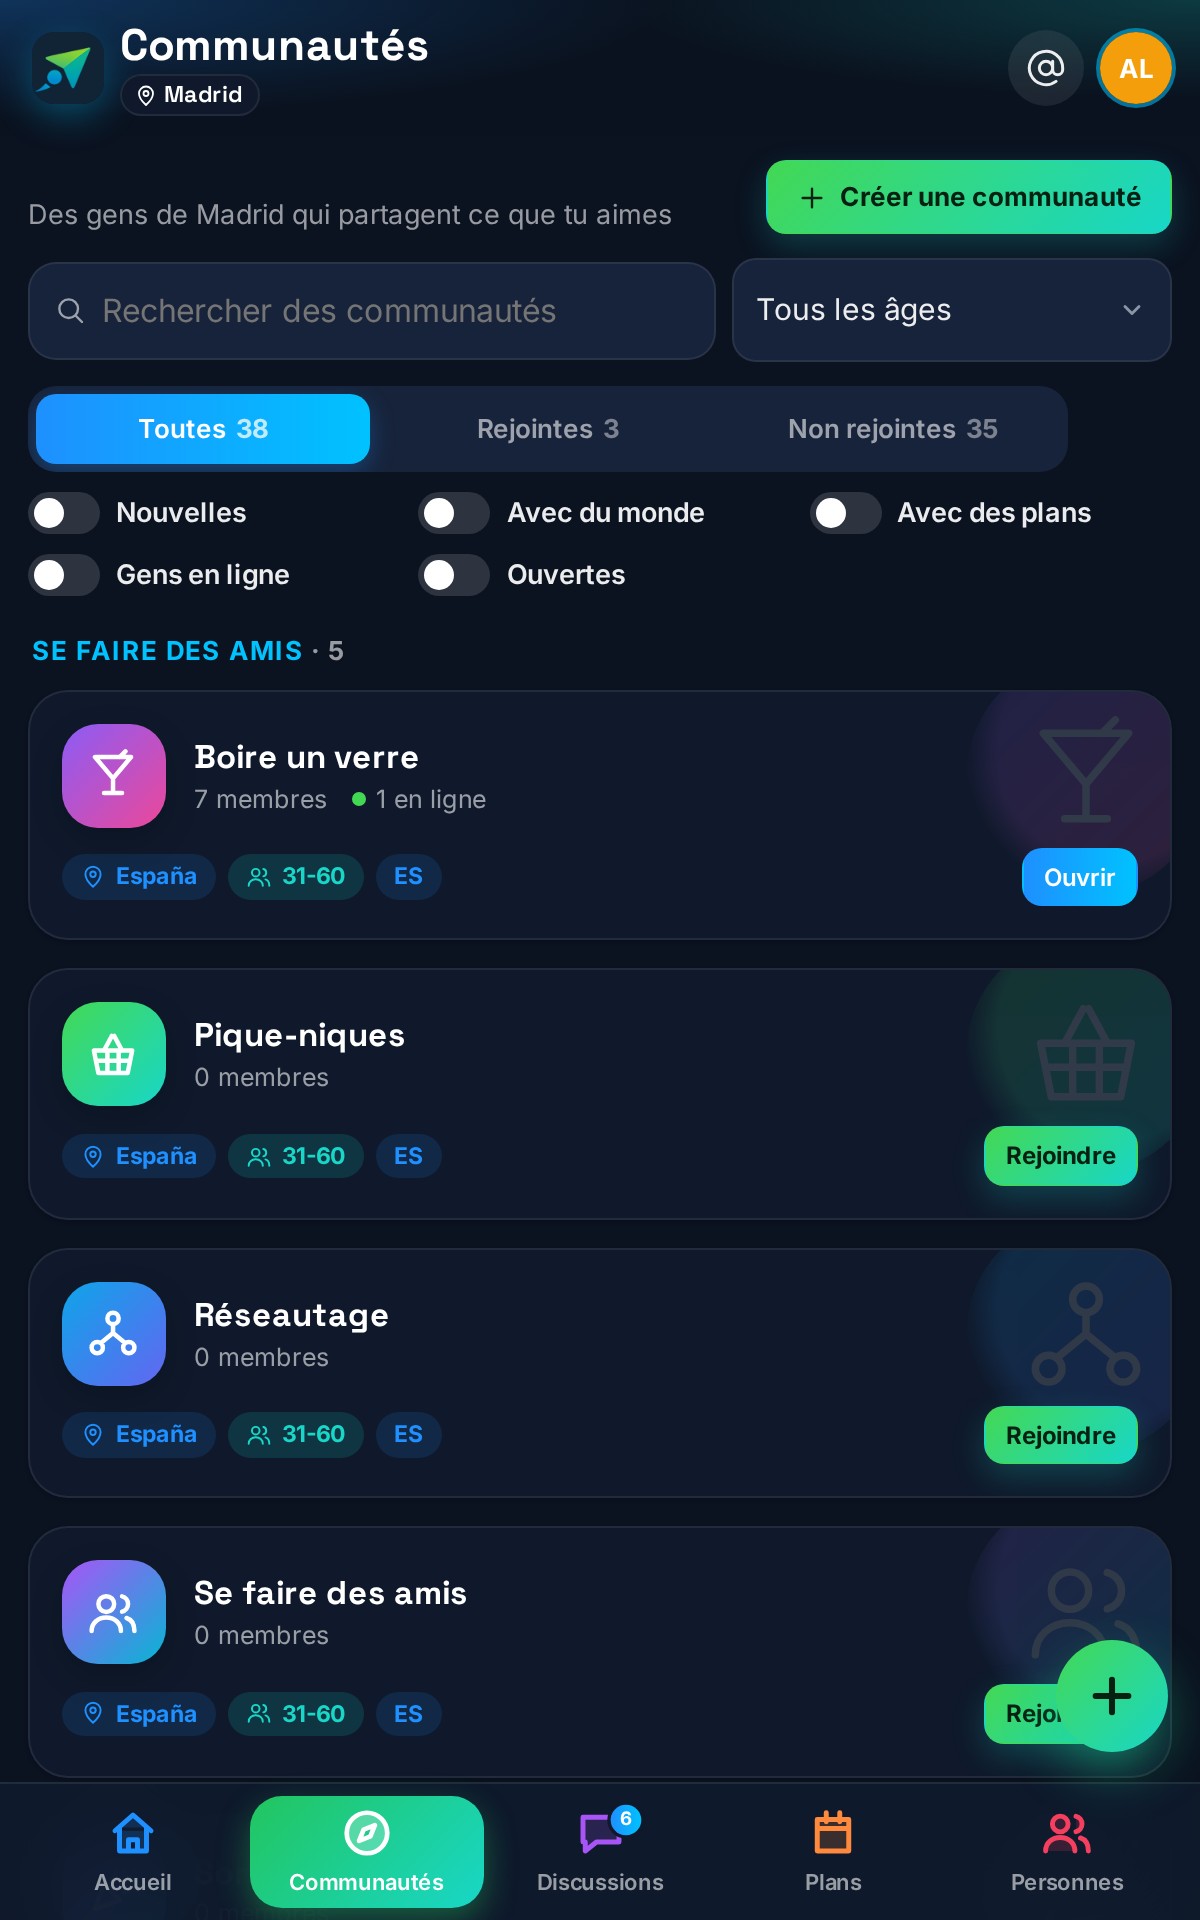 Communautés
Madrid
@
AL
Des gens de Madrid qui partagent ce que tu aimes
+ Créer une communauté
Rechercher des communautés
Tous les âges
Toutes 38
Rejointes 3
Non rejointes 35
Nouvelles
Avec du monde
Avec des plans
Gens en ligne
Ouvertes
SE FAIRE DES AMIS · 5
Boire un verre
7 membres 1 en ligne
España 31-60 ES
Ouvrir
Pique-niques
0 membres
España 31-60 ES
Rejoindre
Réseautage
0 membres
España 31-60 ES
Rejoindre
Se faire des amis
0 membres
España 31-60 ES
+
6
Accueil
Communautés
Discussions
Plans
Personnes